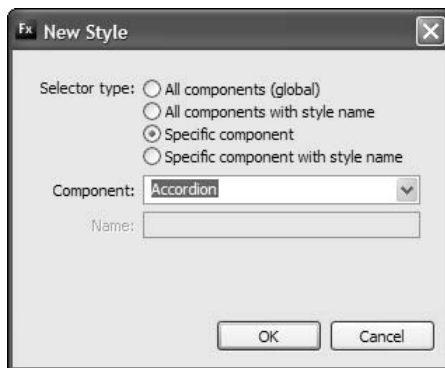 Fx New Style
Selector type: All components (global)
All components with style name
Specific component
Specific component with style name
Component: Accordion
Name:
OK Cancel